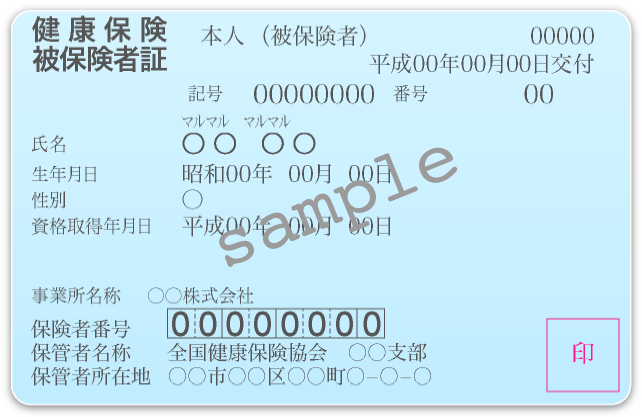 健康保険 本人（被保険者） 00000
被保険者証 平成00年00月00日交付
記号 00000000 番号 00
マルマル マルマル
氏名 〇〇 〇〇
生年月日 昭和00年 00月 00日
性別 〇
資格取得年月日 平成00年 00月 00日
sample
事業所名称 〇〇株式会社
保険者番号 00000000
保管者名称 全国健康保険協会 〇〇支部
保管者所在地 〇〇市〇〇区〇〇町〇−〇−〇
印